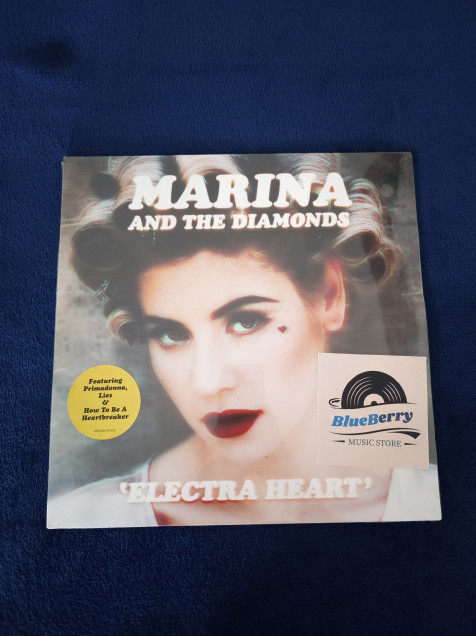 MARINA
AND THE DIAMONDS
Featuring
Primadonna,
Lies
&
How To Be A
Heartbreaker
BlueBerry
MUSIC STORE
'ELECTRA HEART'